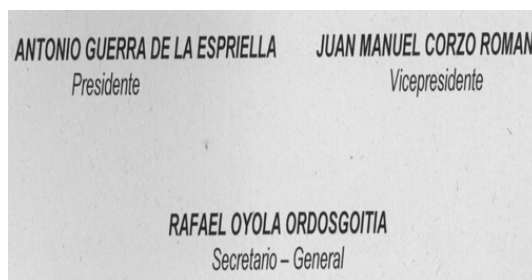 ANTONIO GUERRA DE LA ESPRIELLA JUAN MANUEL CORZO ROMAN
Presidente Vicepresidente
RAFAEL OYOLA ORDOSGOITIA
Secretario – General